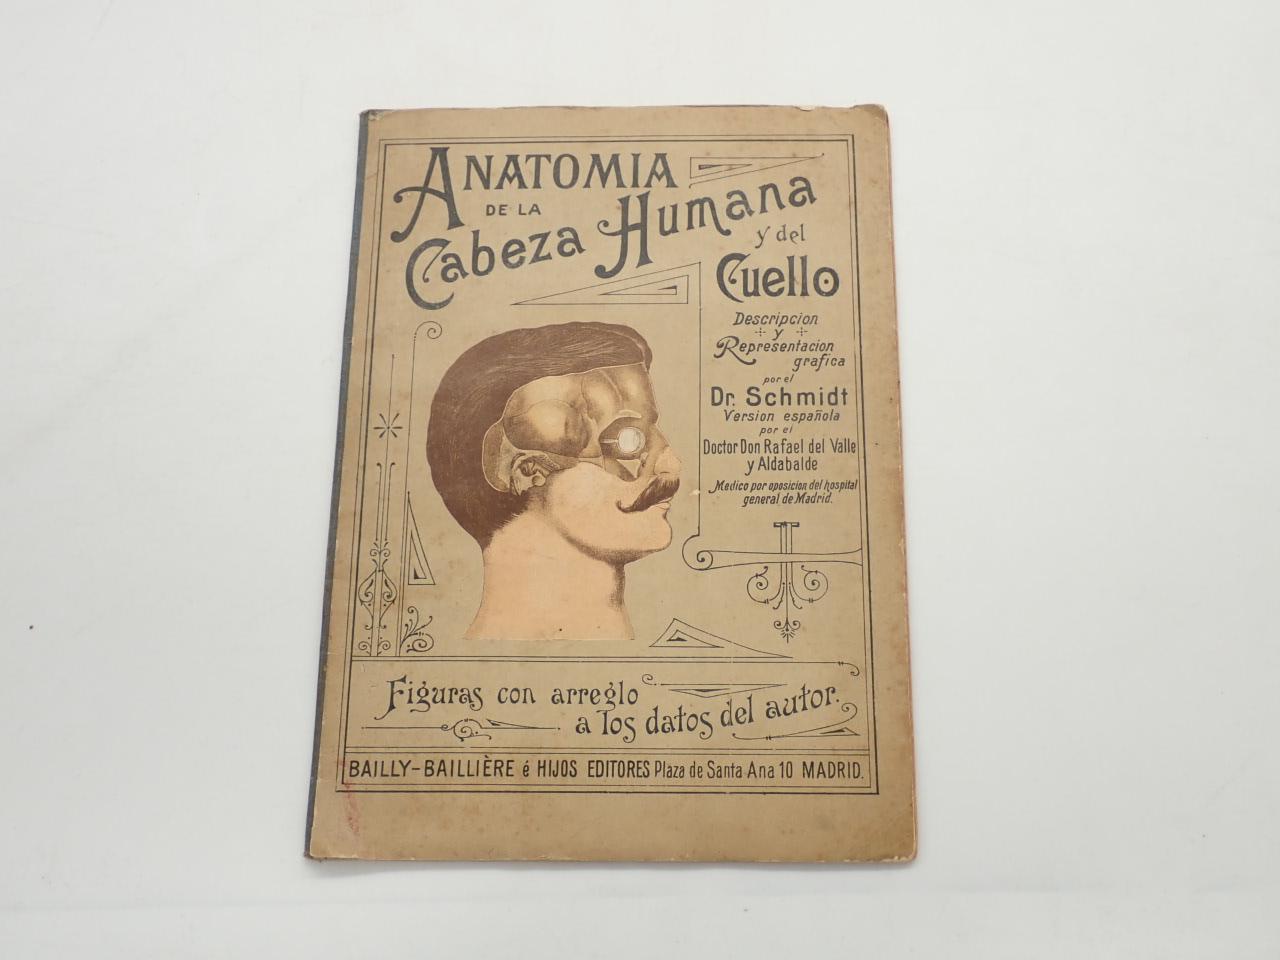 ANATOMIA
DE LA
Cabeza Humana
y del
Cuello
Descripcion
y
Representacion
grafica
por el
Dr. Schmidt
Version española
por el
Doctor Don Rafael del Valle
y Aldabalde
Medico por oposicion del hospital
general de Madrid.
Figuras con arreglo
a los datos del autor.
BAILLY-BAILLIÈRE é HIJOS EDITORES Plaza de Santa Ana 10 MADRID.